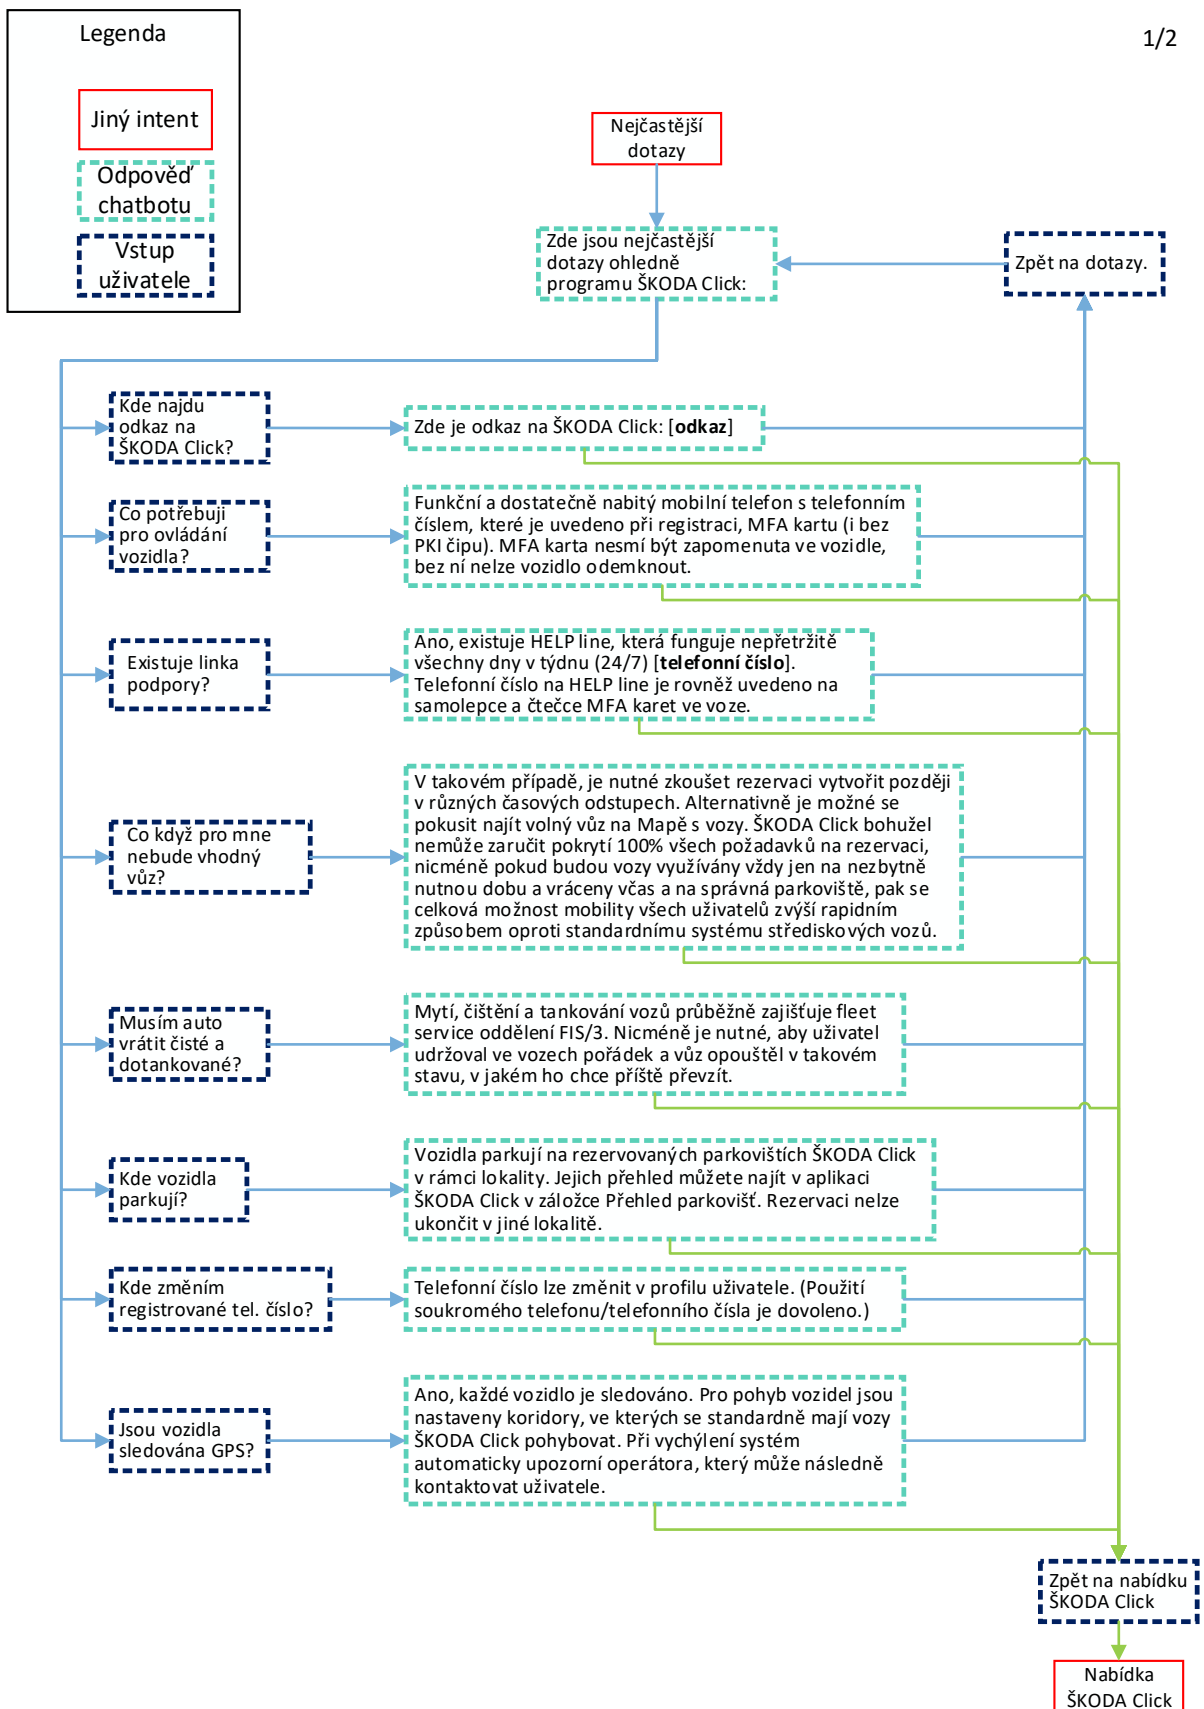 Legenda
1/2
Jiný intent
Odpověď
chatbotu
Vstup
uživatele
Nejčastější
dotazy
Zde jsou nejčastější
dotazy ohledně
programu ŠKODA Click:
Zpět na dotazy.
Kde najdu
odkaz na
ŠKODA Click?
Zde je odkaz na ŠKODA Click: [odkaz]
Co potřebuji
pro ovládání
vozidla?
Funkční a dostatečně nabitý mobilní telefon s telefonním
číslem, které je uvedeno při registraci, MFA kartu (i bez
PKI čipu). MFA karta nesmí být zapomenuta ve vozidle,
bez ní nelze vozidlo odemknout.
Existuje linka
podpory?
Ano, existuje HELP line, která funguje nepřetržitě
všechny dny v týdnu (24/7) [telefonní číslo].
Telefonní číslo na HELP line je rovněž uvedeno na
samolepce a čtečce MFA karet ve voze.
Co když pro mne
nebude vhodný
vůz?
V takovém případě, je nutné zkoušet rezervaci vytvořit později
v různých časových odstupech. Alternativně je možné se
pokusit najít volný vůz na Mapě s vozy. ŠKODA Click bohužel
nemůže zaručit pokrytí 100% všech požadavků na rezervaci,
nicméně pokud budou vozy využívány vždy jen na nezbytně
nutnou dobu a vráceny včas a na správná parkoviště, pak se
celková možnost mobility všech uživatelů zvýší rapidním
způsobem oproti standardnímu systému střediskových vozů.
Musím auto
vrátit čisté a
dotankované?
Mytí, čištění a tankování vozů průběžně zajišťuje fleet
service oddělení FIS/3. Nicméně je nutné, aby uživatel
udržoval ve vozech pořádek a vůz opouštěl v takovém
stavu, v jakém ho chce příště převzít.
Kde vozidla
parkují?
Vozidla parkují na rezervovaných parkovištích ŠKODA Click
v rámci lokality. Jejich přehled můžete najít v aplikaci
ŠKODA Click v záložce Přehled parkovišť. Rezervaci nelze
ukončit v jiné lokalitě.
Kde změním
registrované tel. číslo?
Telefonní číslo lze změnit v profilu uživatele. (Použití
soukromého telefonu/telefonního čísla je dovoleno.)
Jsou vozidla
sledována GPS?
Ano, každé vozidlo je sledováno. Pro pohyb vozidel jsou
nastaveny koridory, ve kterých se standardně mají vozy
ŠKODA Click pohybovat. Při vychýlení systém
automaticky upozorní operátora, který může následně
kontaktovat uživatele.
Zpět na nabídku
ŠKODA Click
Nabídka
ŠKODA Click